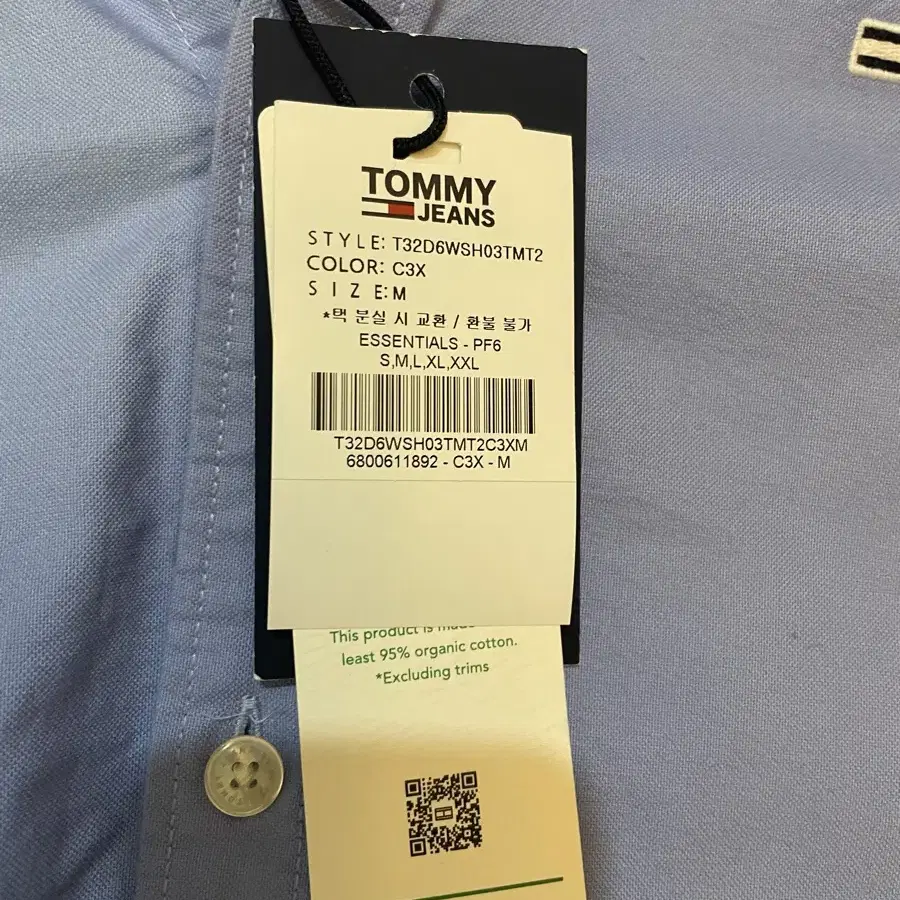 TOMMY
JEANS
STYLE: T32D6WSH03TMT2
COLOR: C3X
SIZE: M
*택 분실 시 교환 / 환불 불가
ESSENTIALS - PF6
S,M,L,XL,XXL
T32D6WSH03TMT2C3XM
6800611892 - C3X - M
This product is made
least 95% organic cotton.
*Excluding trims